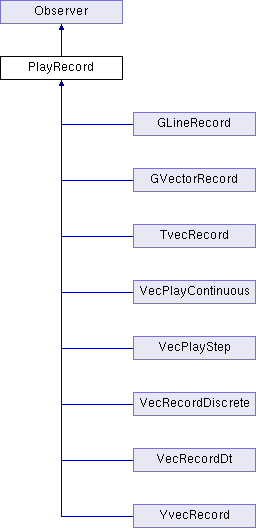 Observer
PlayRecord
GLineRecord
GVectorRecord
TvecRecord
VecPlayContinuous
VecPlayStep
VecRecordDiscrete
VecRecordDt
YvecRecord